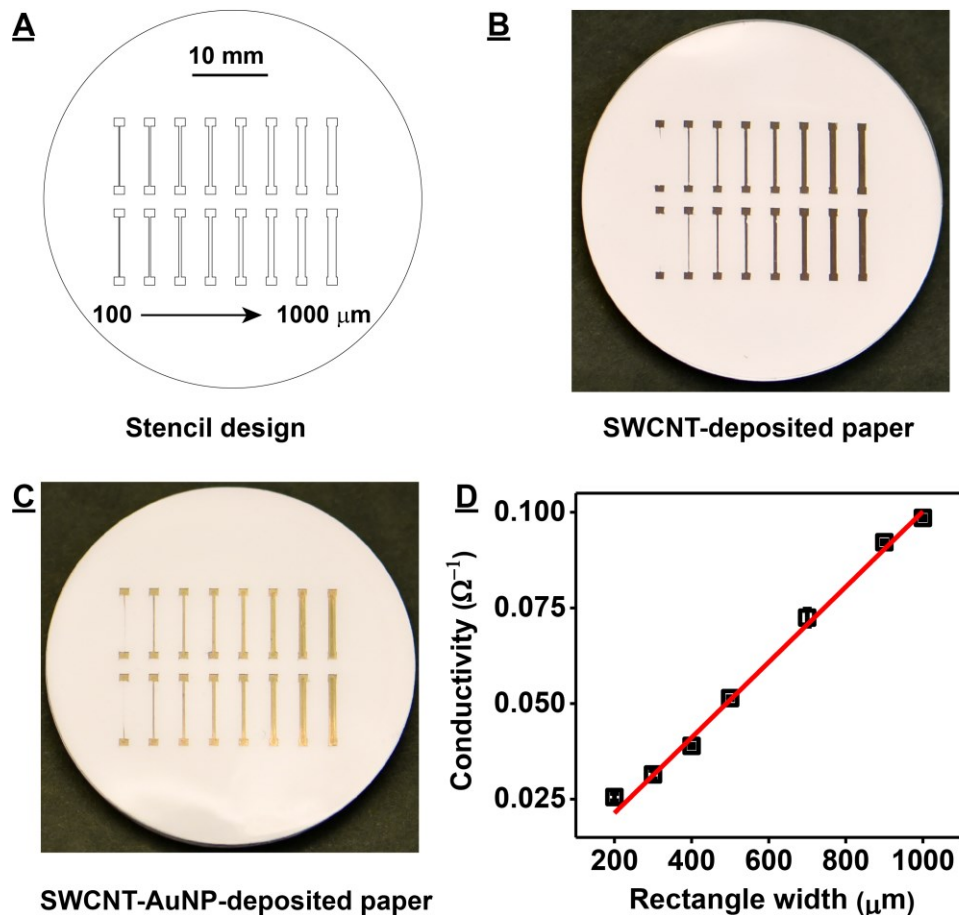 A
10 mm
100
1000 μm
Stencil design
B
SWCNT-deposited paper
C
SWCNT-AuNP-deposited paper
D
Conductivity (Ω⁻¹)
0.100
0.075
0.050
0.025
200 400 600 800 1000
Rectangle width (μm)